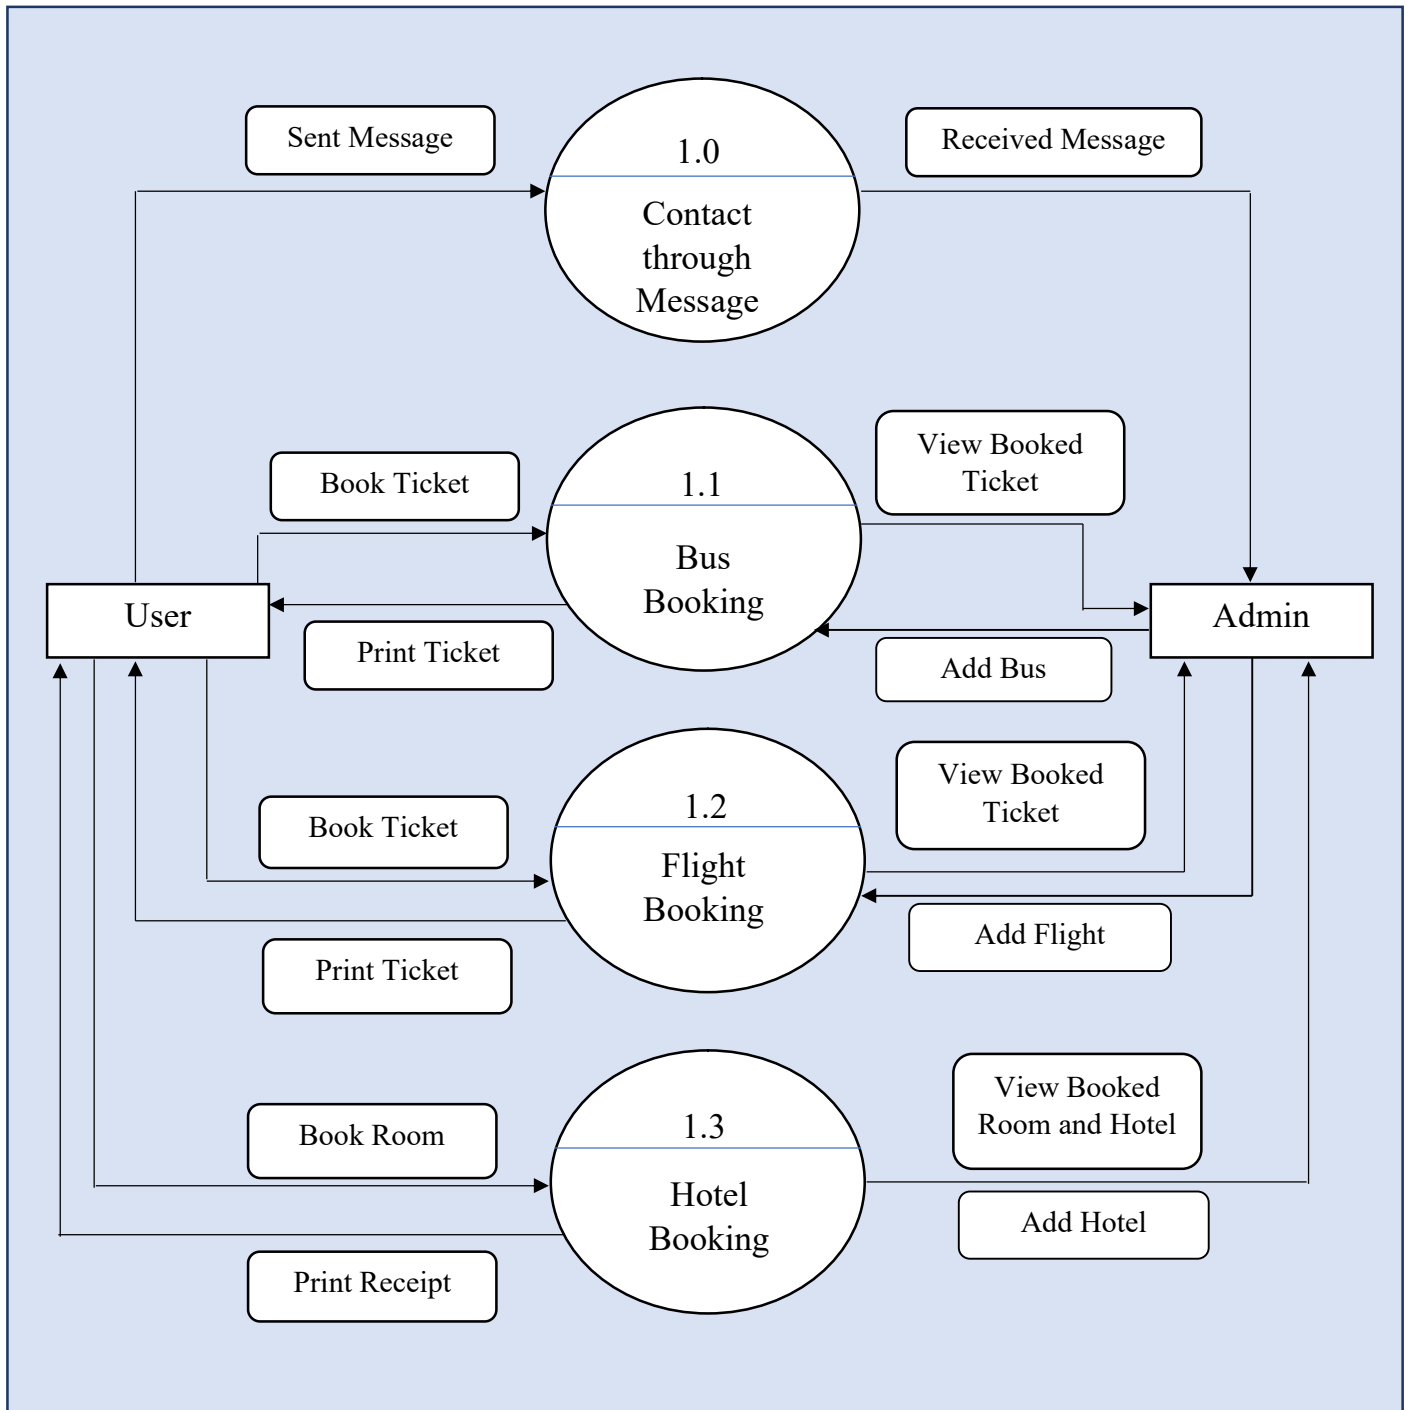 Sent Message
1.0
Received Message
Contact
through
Message
Book Ticket
1.1
View Booked
Ticket
Bus
Booking
User
Admin
Print Ticket
Add Bus
Book Ticket
1.2
View Booked
Ticket
Flight
Booking
Print Ticket
Add Flight
Book Room
1.3
View Booked
Room and Hotel
Hotel
Booking
Add Hotel
Print Receipt